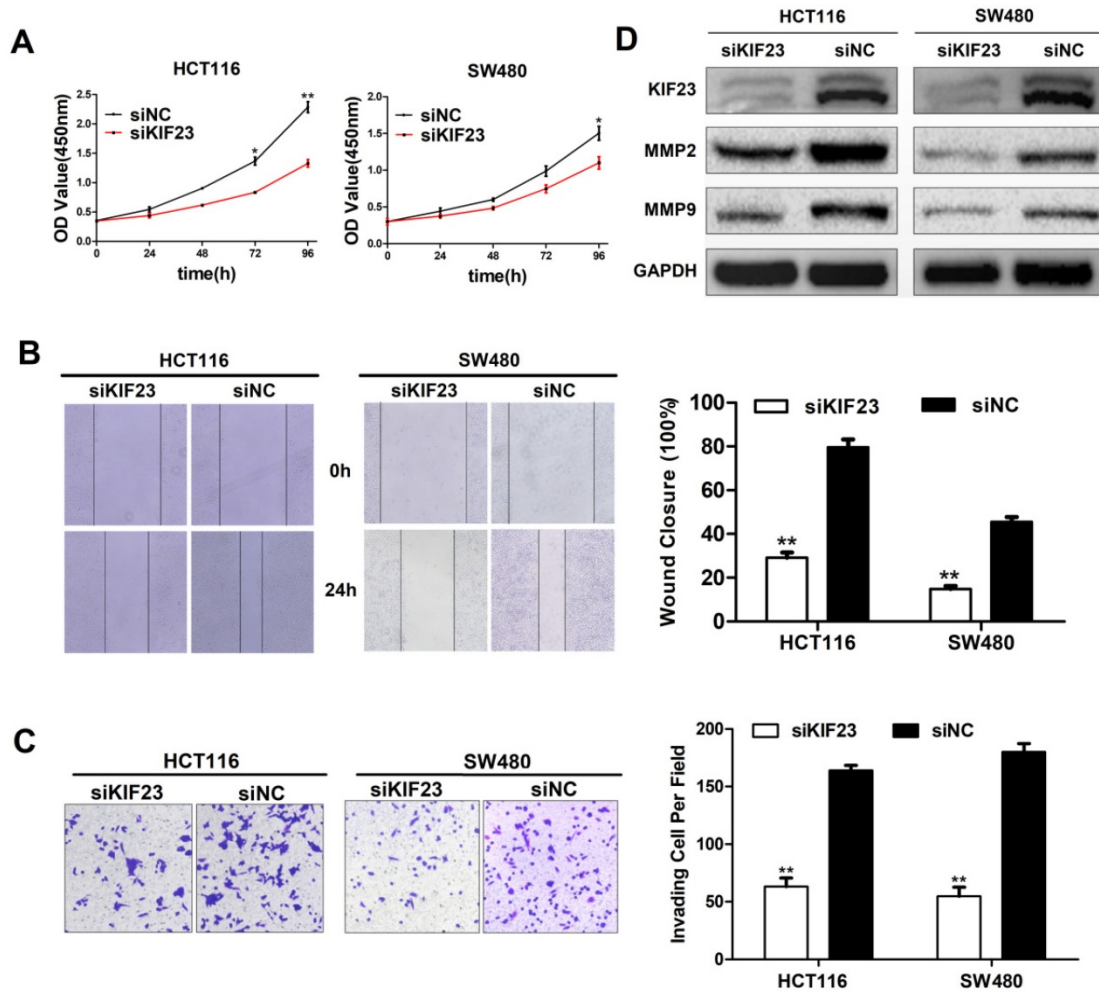 A
HCT116
OD Value(450nm)
2.5
2.0
1.5
1.0
0.5
0.0
siNC
siKIF23
*
**
0 24 48 72 96
time(h)
SW480
OD Value(450nm)
2.0
1.5
1.0
0.5
0.0
siNC
siKIF23
*
0 24 48 72 96
time(h)
D
HCT116 SW480
siKIF23 siNC siKIF23 siNC
KIF23
MMP2
MMP9
GAPDH
B
HCT116 SW480
siKIF23 siNC siKIF23 siNC
0h
24h
Wound Closure (100%)
100
80
60
40
20
0
siKIF23 siNC
** **
HCT116 SW480
C
HCT116 SW480
siKIF23 siNC siKIF23 siNC
Invading Cell Per Field
200
150
100
50
0
siKIF23 siNC
** **
HCT116 SW480